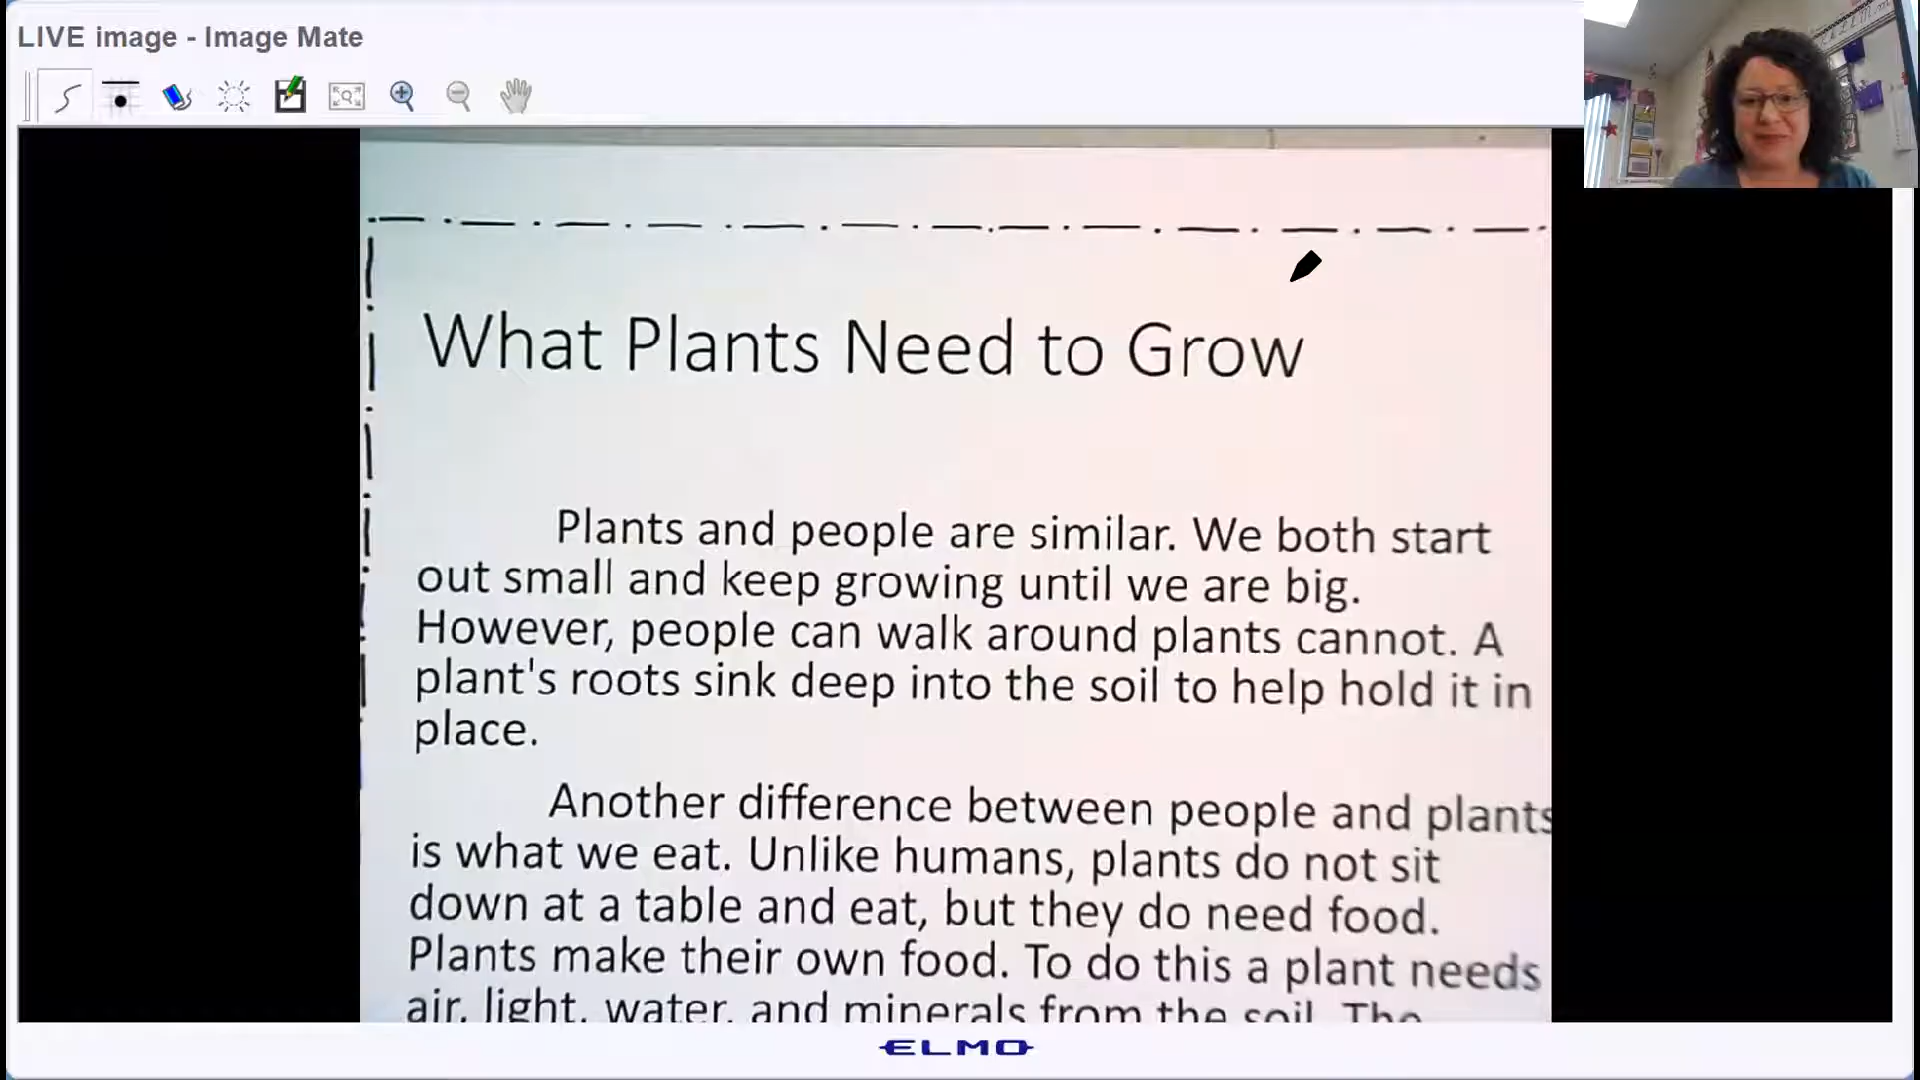 LIVE image - Image Mate
What Plants Need to Grow
Plants and people are similar. We both start
out small and keep growing until we are big.
However, people can walk around plants cannot. A
plant's roots sink deep into the soil to help hold it in
place.
Another difference between people and plants
is what we eat. Unlike humans, plants do not sit
down at a table and eat, but they do need food.
Plants make their own food. To do this a plant needs
air, light, water, and minerals from the soil. The
ELMO